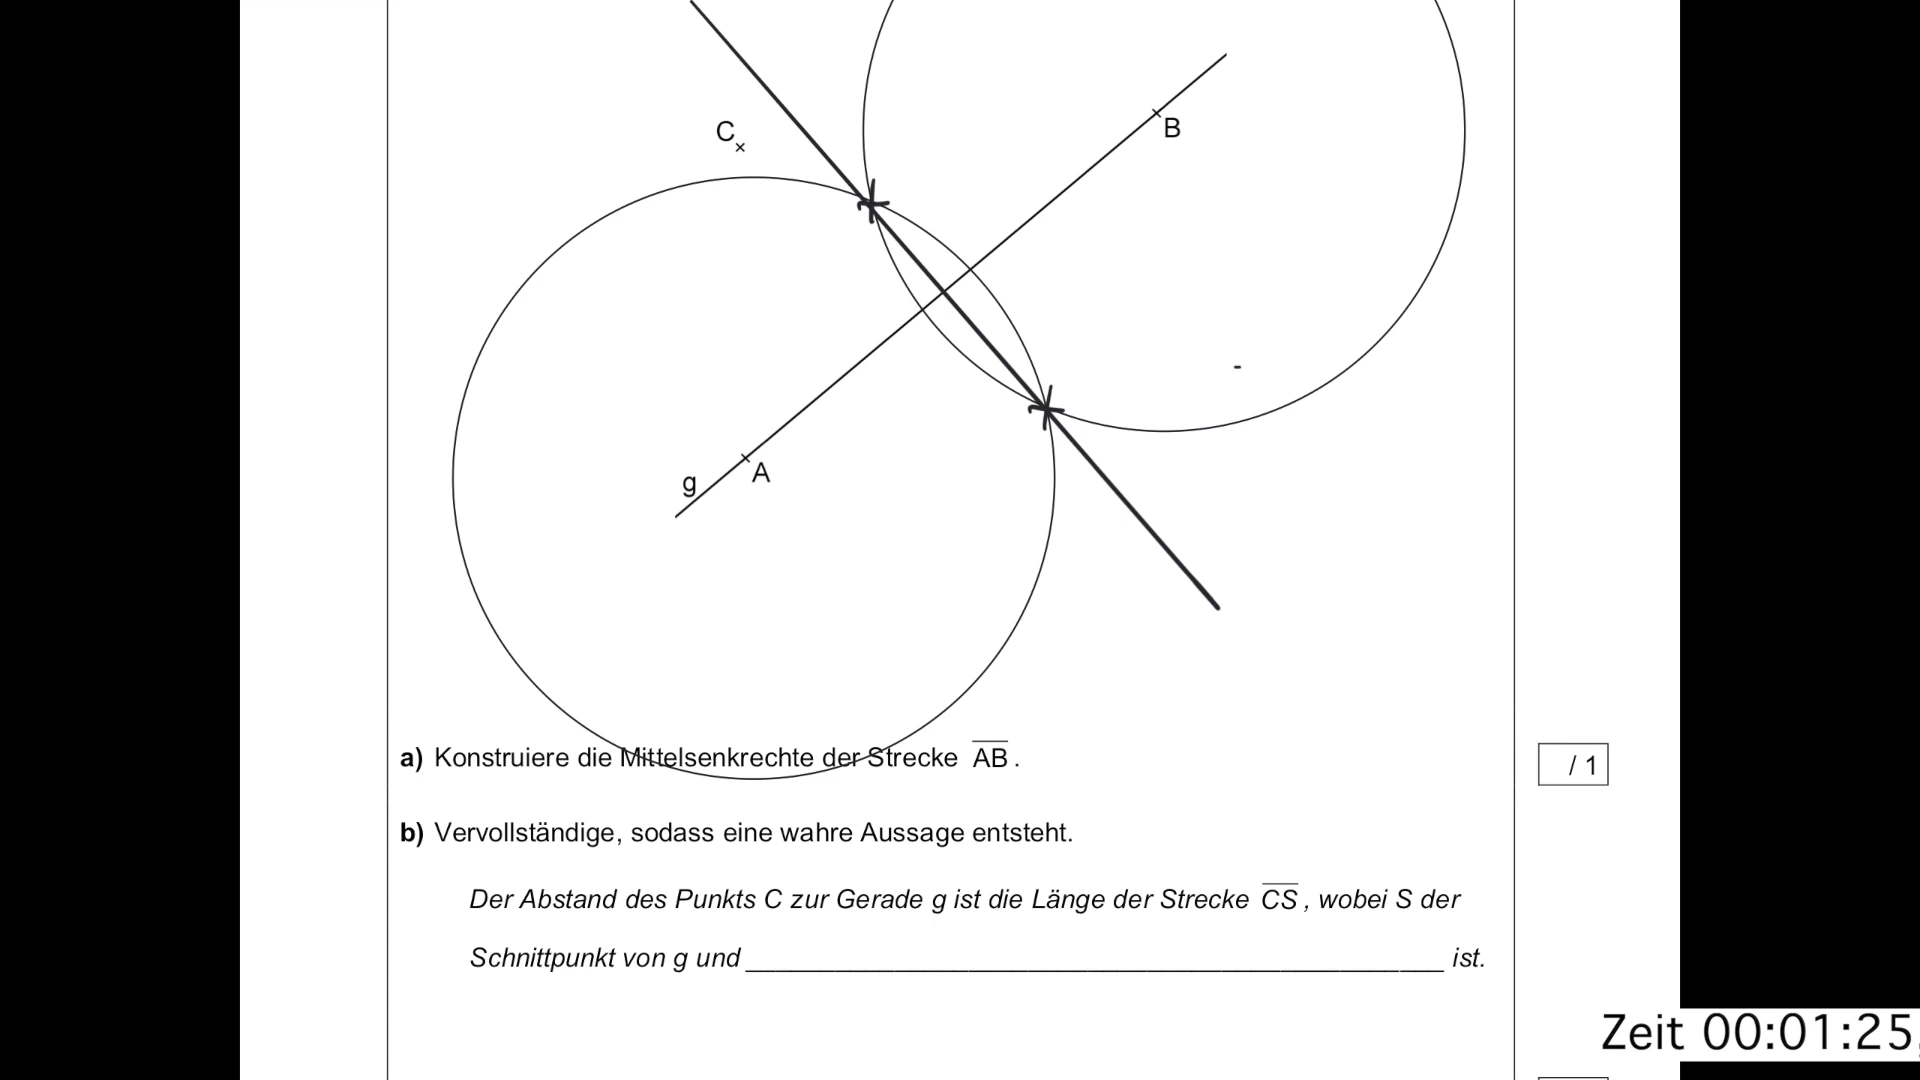 C
B
g
A
a) Konstruiere die Mittelsenkrechte der Strecke AB.
/ 1
b) Vervollständige, sodass eine wahre Aussage entsteht.
Der Abstand des Punkts C zur Gerade g ist die Länge der Strecke CS, wobei S der
Schnittpunkt von g und ______________________ ist.
Zeit 00:01:25